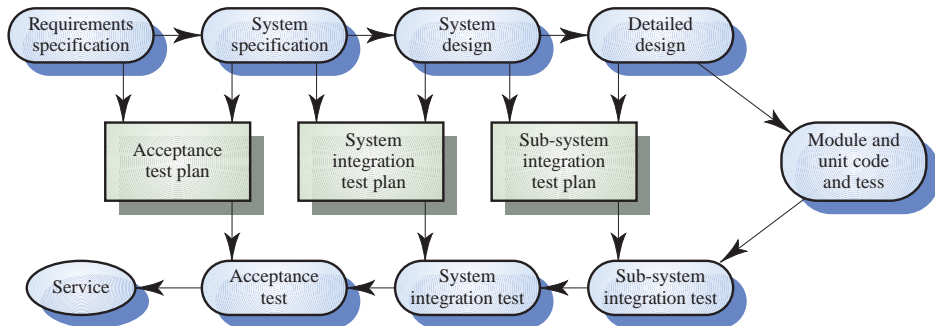 Requirements
specification
System
specification
System
design
Detailed
design
Acceptance
test plan
System
integration
test plan
Sub-system
integration
test plan
Module and
unit code
and tess
Service
Acceptance
test
System
integration test
Sub-system
integration test